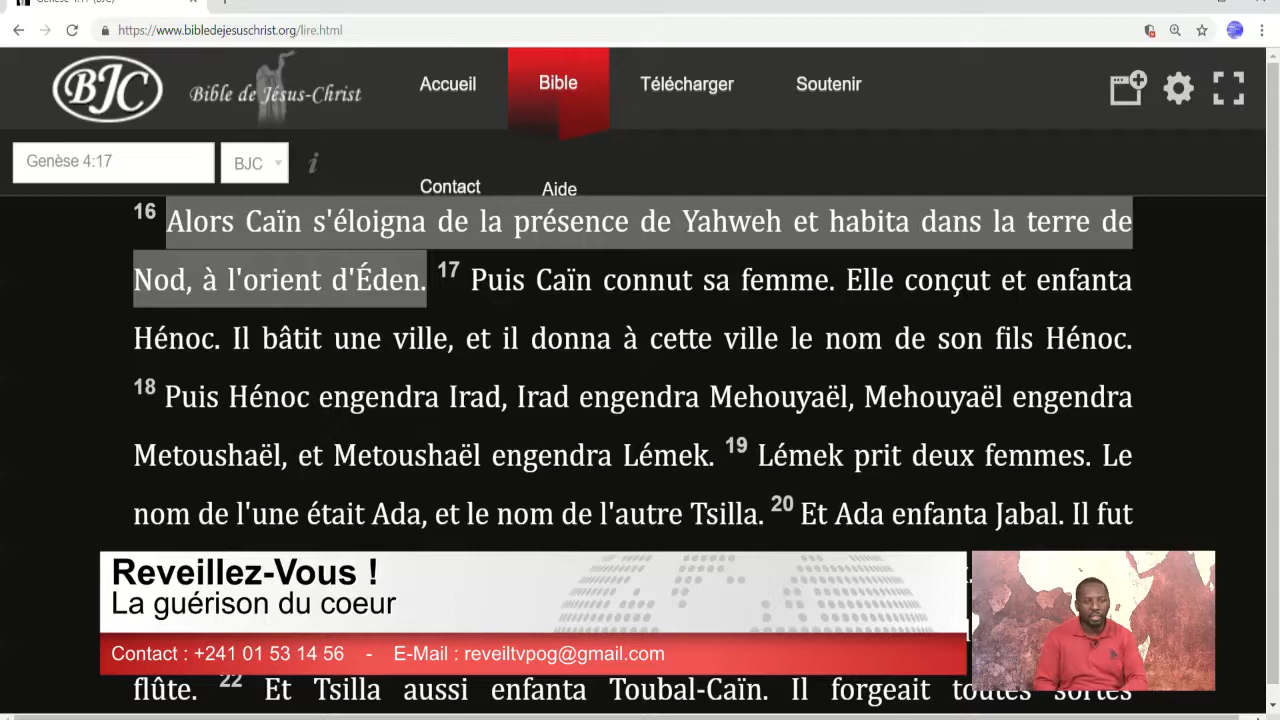 Genèse 4:17 (BJC)
https://www.bibledejesuschrist.org/lire.html
BJC
Bible de Jésus-Christ
Accueil
Bible
Télécharger
Soutenir
Genèse 4:17
BJC
i
Contact
Aide
16 Alors Caïn s'éloigna de la présence de Yahweh et habita dans la terre de
Nod, à l'orient d'Éden. 17 Puis Caïn connut sa femme. Elle conçut et enfanta
Hénoc. Il bâtit une ville, et il donna à cette ville le nom de son fils Hénoc.
18 Puis Hénoc engendra Irad, Irad engendra Mehouyaël, Mehouyaël engendra
Metoushaël, et Metoushaël engendra Lémek. 19 Lémek prit deux femmes. Le
nom de l'une était Ada, et le nom de l'autre Tsilla. 20 Et Ada enfanta Jabal. Il fut
Reveillez-Vous !
La guérison du coeur
Contact : +241 01 53 14 56 - E-Mail : reveiltvpog@gmail.com
flûte. 22 Et Tsilla aussi enfanta Toubal-Caïn. Il forgeait toutes sortes